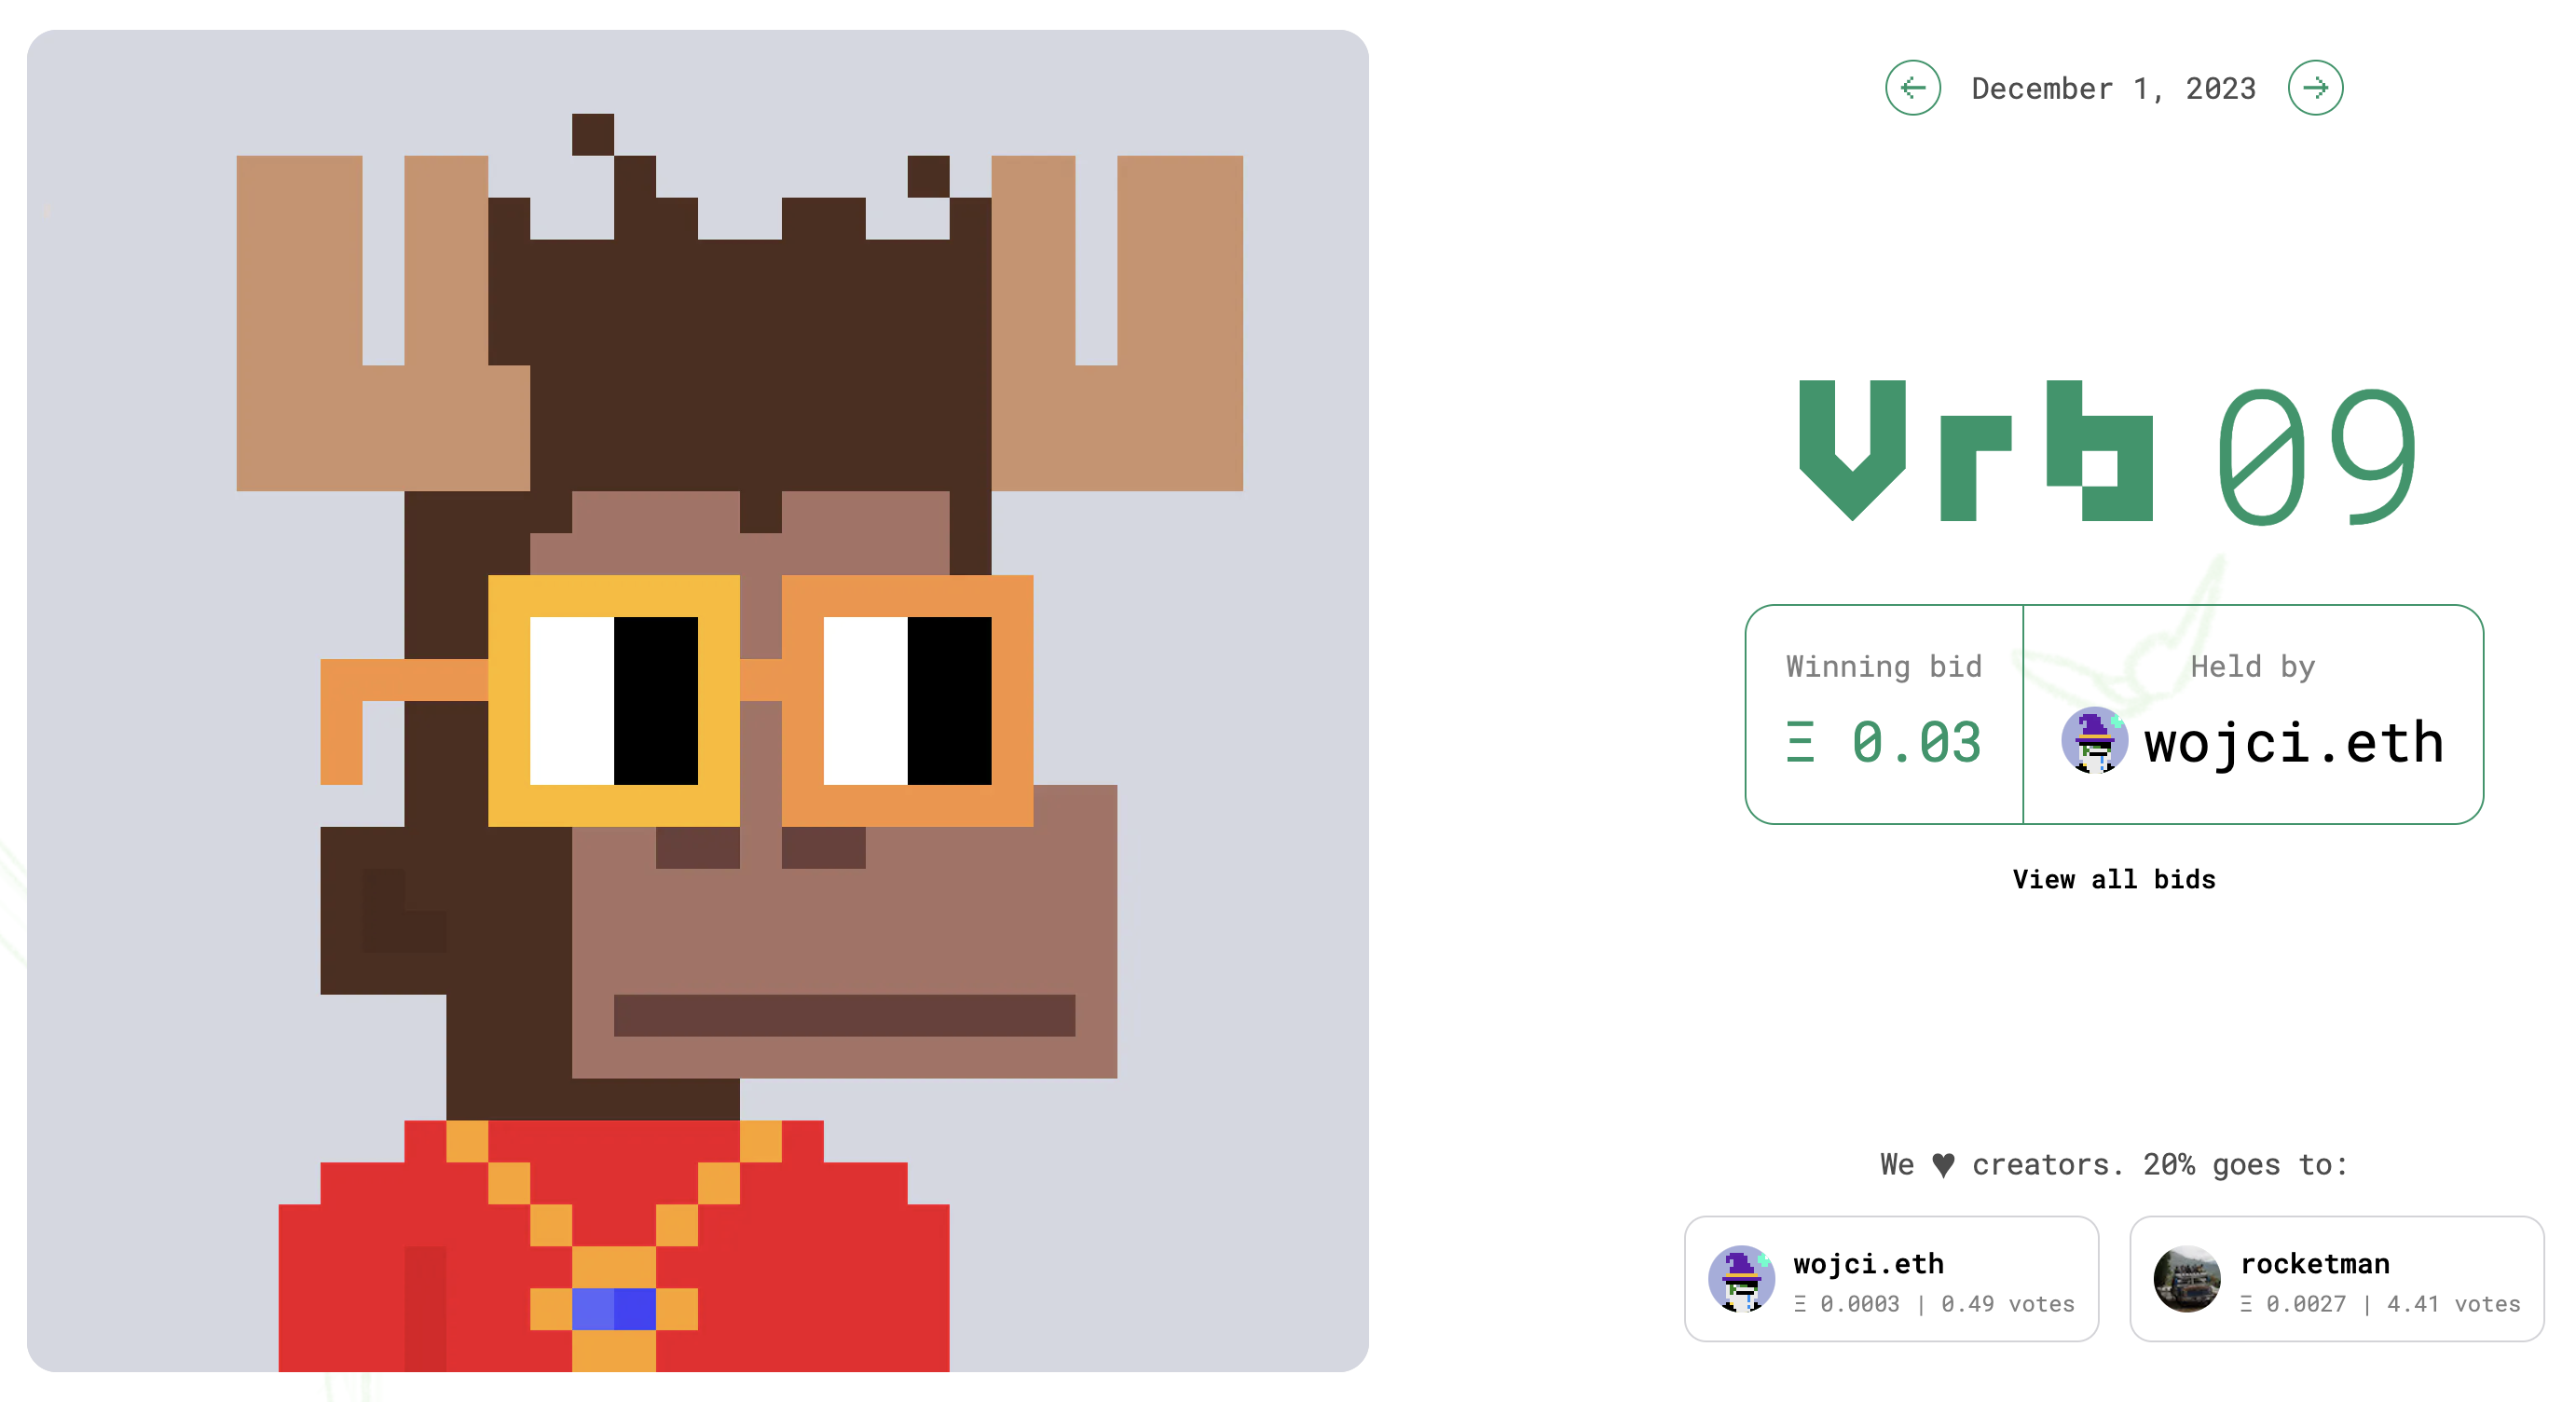 December 1, 2023
Vrb 09
Winning bid
Ξ 0.03
Held by
wojci.eth
View all bids
We ♥ creators. 20% goes to:
wojci.eth
Ξ 0.0003 | 0.49 votes
rocketman
Ξ 0.0027 | 4.41 votes